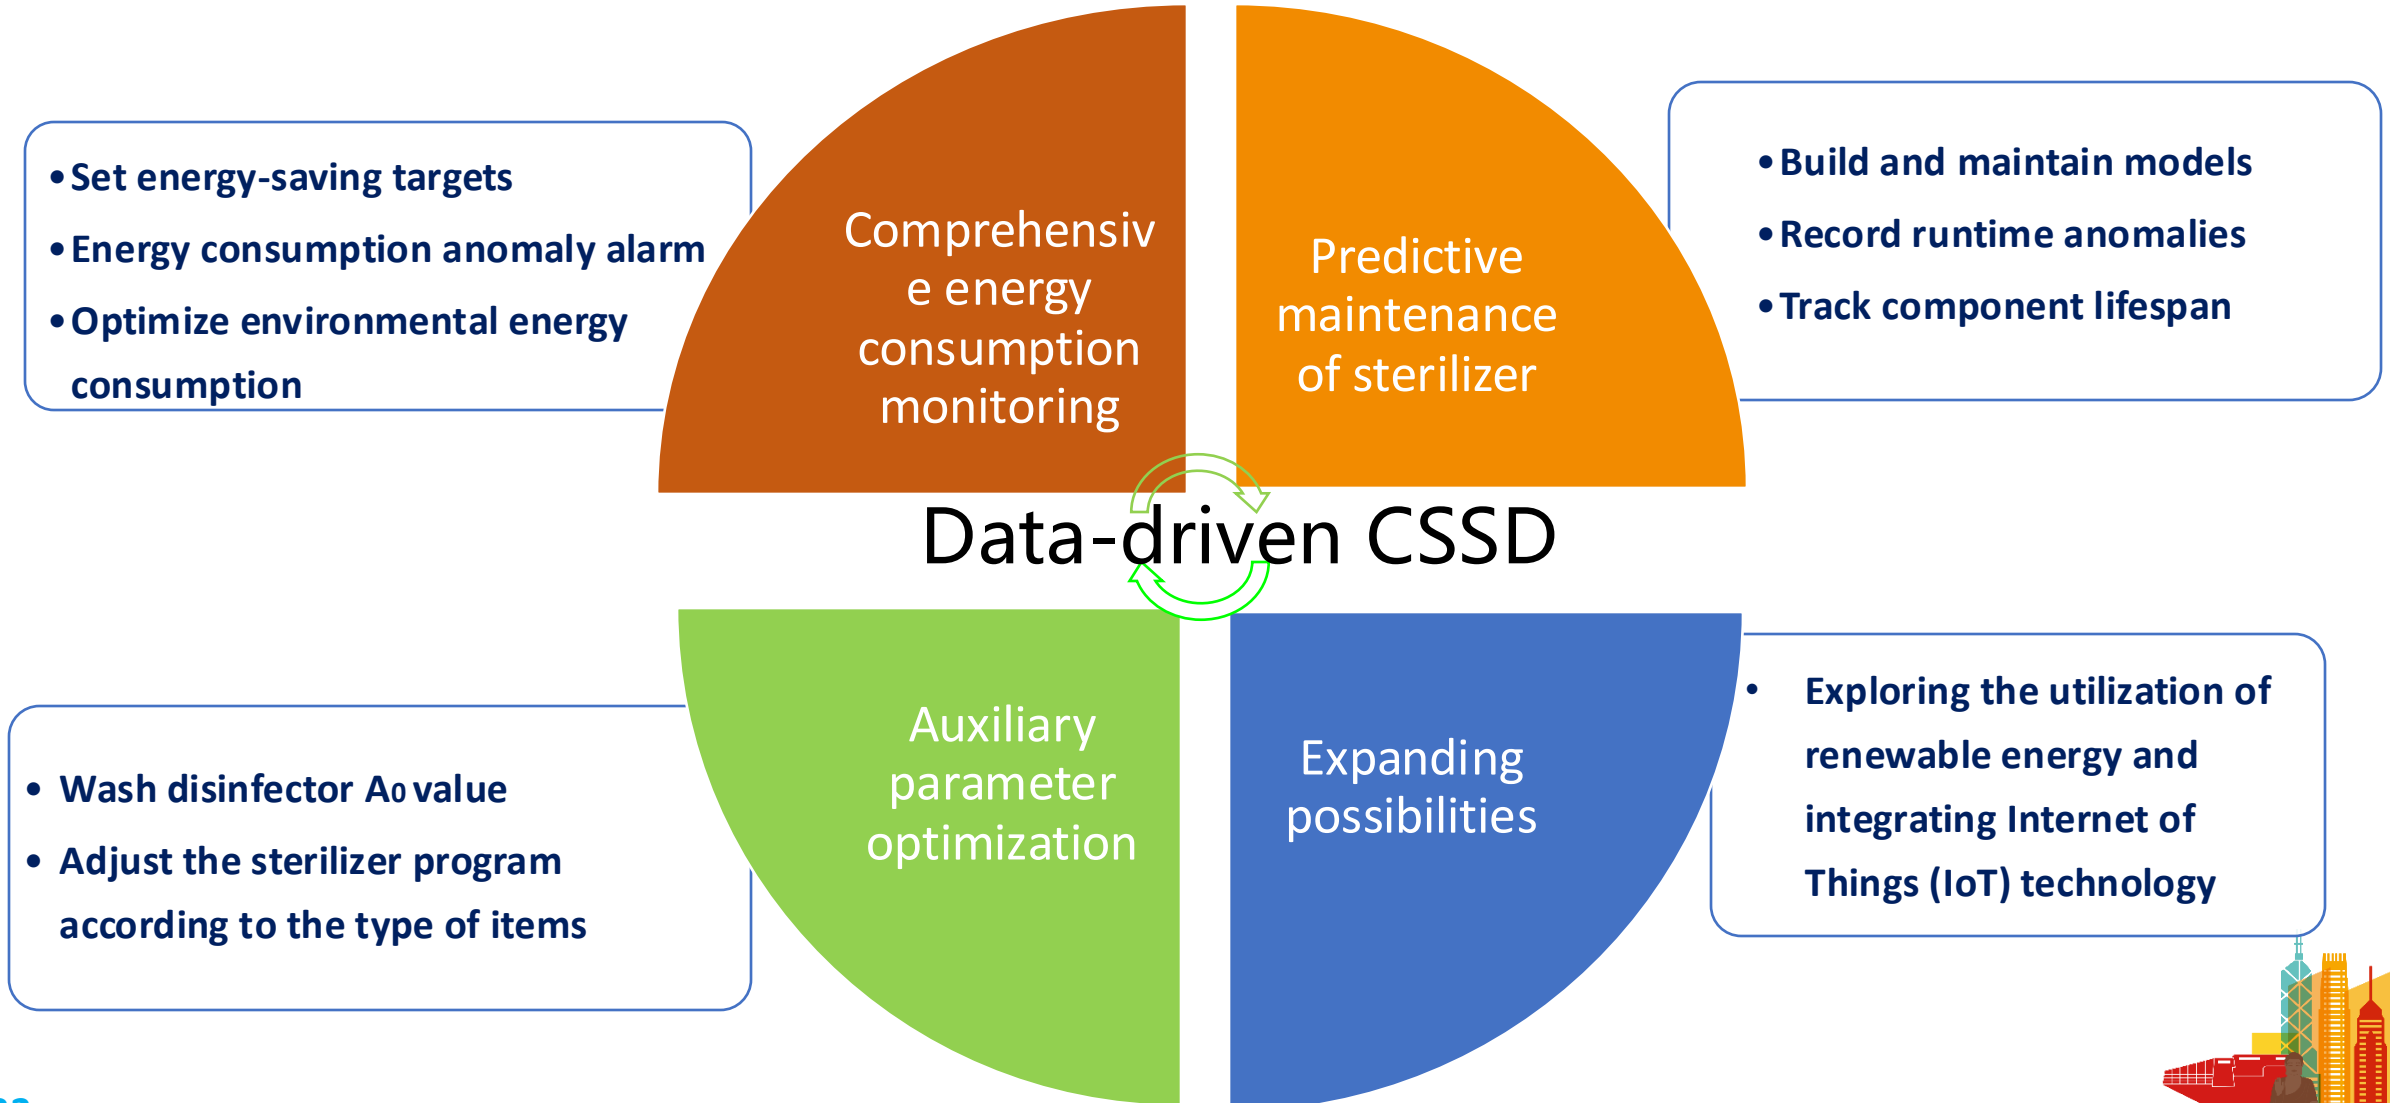 •Set energy-saving targets
•Energy consumption anomaly alarm
•Optimize environmental energy
consumption
Comprehensiv
e energy
consumption
monitoring
Predictive
maintenance
of sterilizer
•Build and maintain models
•Record runtime anomalies
•Track component lifespan
Data-driven CSSD
• Wash disinfector A0 value
• Adjust the sterilizer program
according to the type of items
Auxiliary
parameter
optimization
Expanding
possibilities
• Exploring the utilization of
renewable energy and
integrating Internet of
Things (IoT) technology